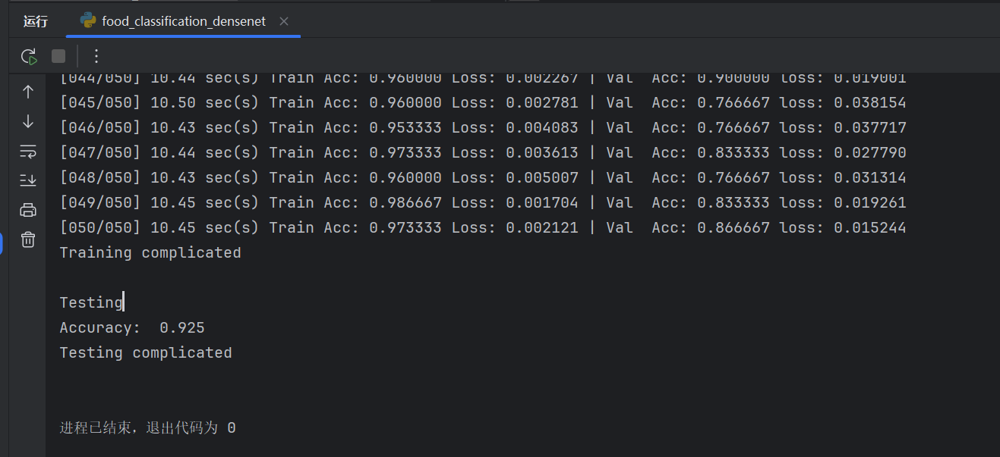 运行
food_classification_densenet
[044/050] 10.44 sec(s) Train Acc: 0.960000 Loss: 0.002267 | Val  Acc: 0.900000 loss: 0.019001
[045/050] 10.50 sec(s) Train Acc: 0.960000 Loss: 0.002781 | Val  Acc: 0.766667 loss: 0.038154
[046/050] 10.43 sec(s) Train Acc: 0.953333 Loss: 0.004083 | Val  Acc: 0.766667 loss: 0.037717
[047/050] 10.44 sec(s) Train Acc: 0.973333 Loss: 0.003613 | Val  Acc: 0.833333 loss: 0.027790
[048/050] 10.43 sec(s) Train Acc: 0.960000 Loss: 0.005007 | Val  Acc: 0.766667 loss: 0.031314
[049/050] 10.45 sec(s) Train Acc: 0.986667 Loss: 0.001704 | Val  Acc: 0.833333 loss: 0.019261
[050/050] 10.45 sec(s) Train Acc: 0.973333 Loss: 0.002121 | Val  Acc: 0.866667 loss: 0.015244
Training complicated
Testing
Accuracy:  0.925
Testing complicated
进程已结束，退出代码为 0